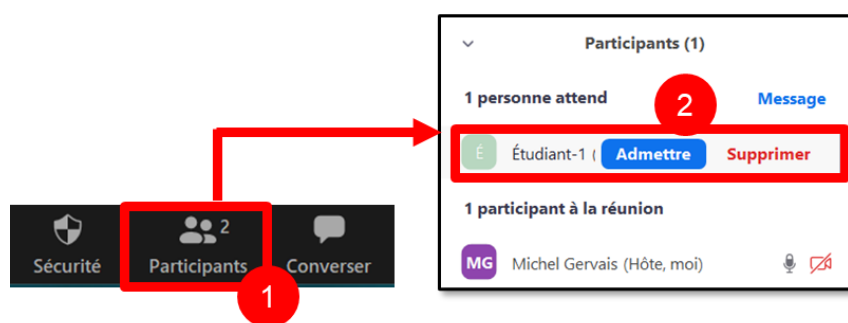 Participants (1)
1 personne attend
2
Message
É
Étudiant-1 (
Admettre
Supprimer
1 participant à la réunion
MG
Michel Gervais (Hôte, moi)
2
Sécurité
Participants
Converser
1